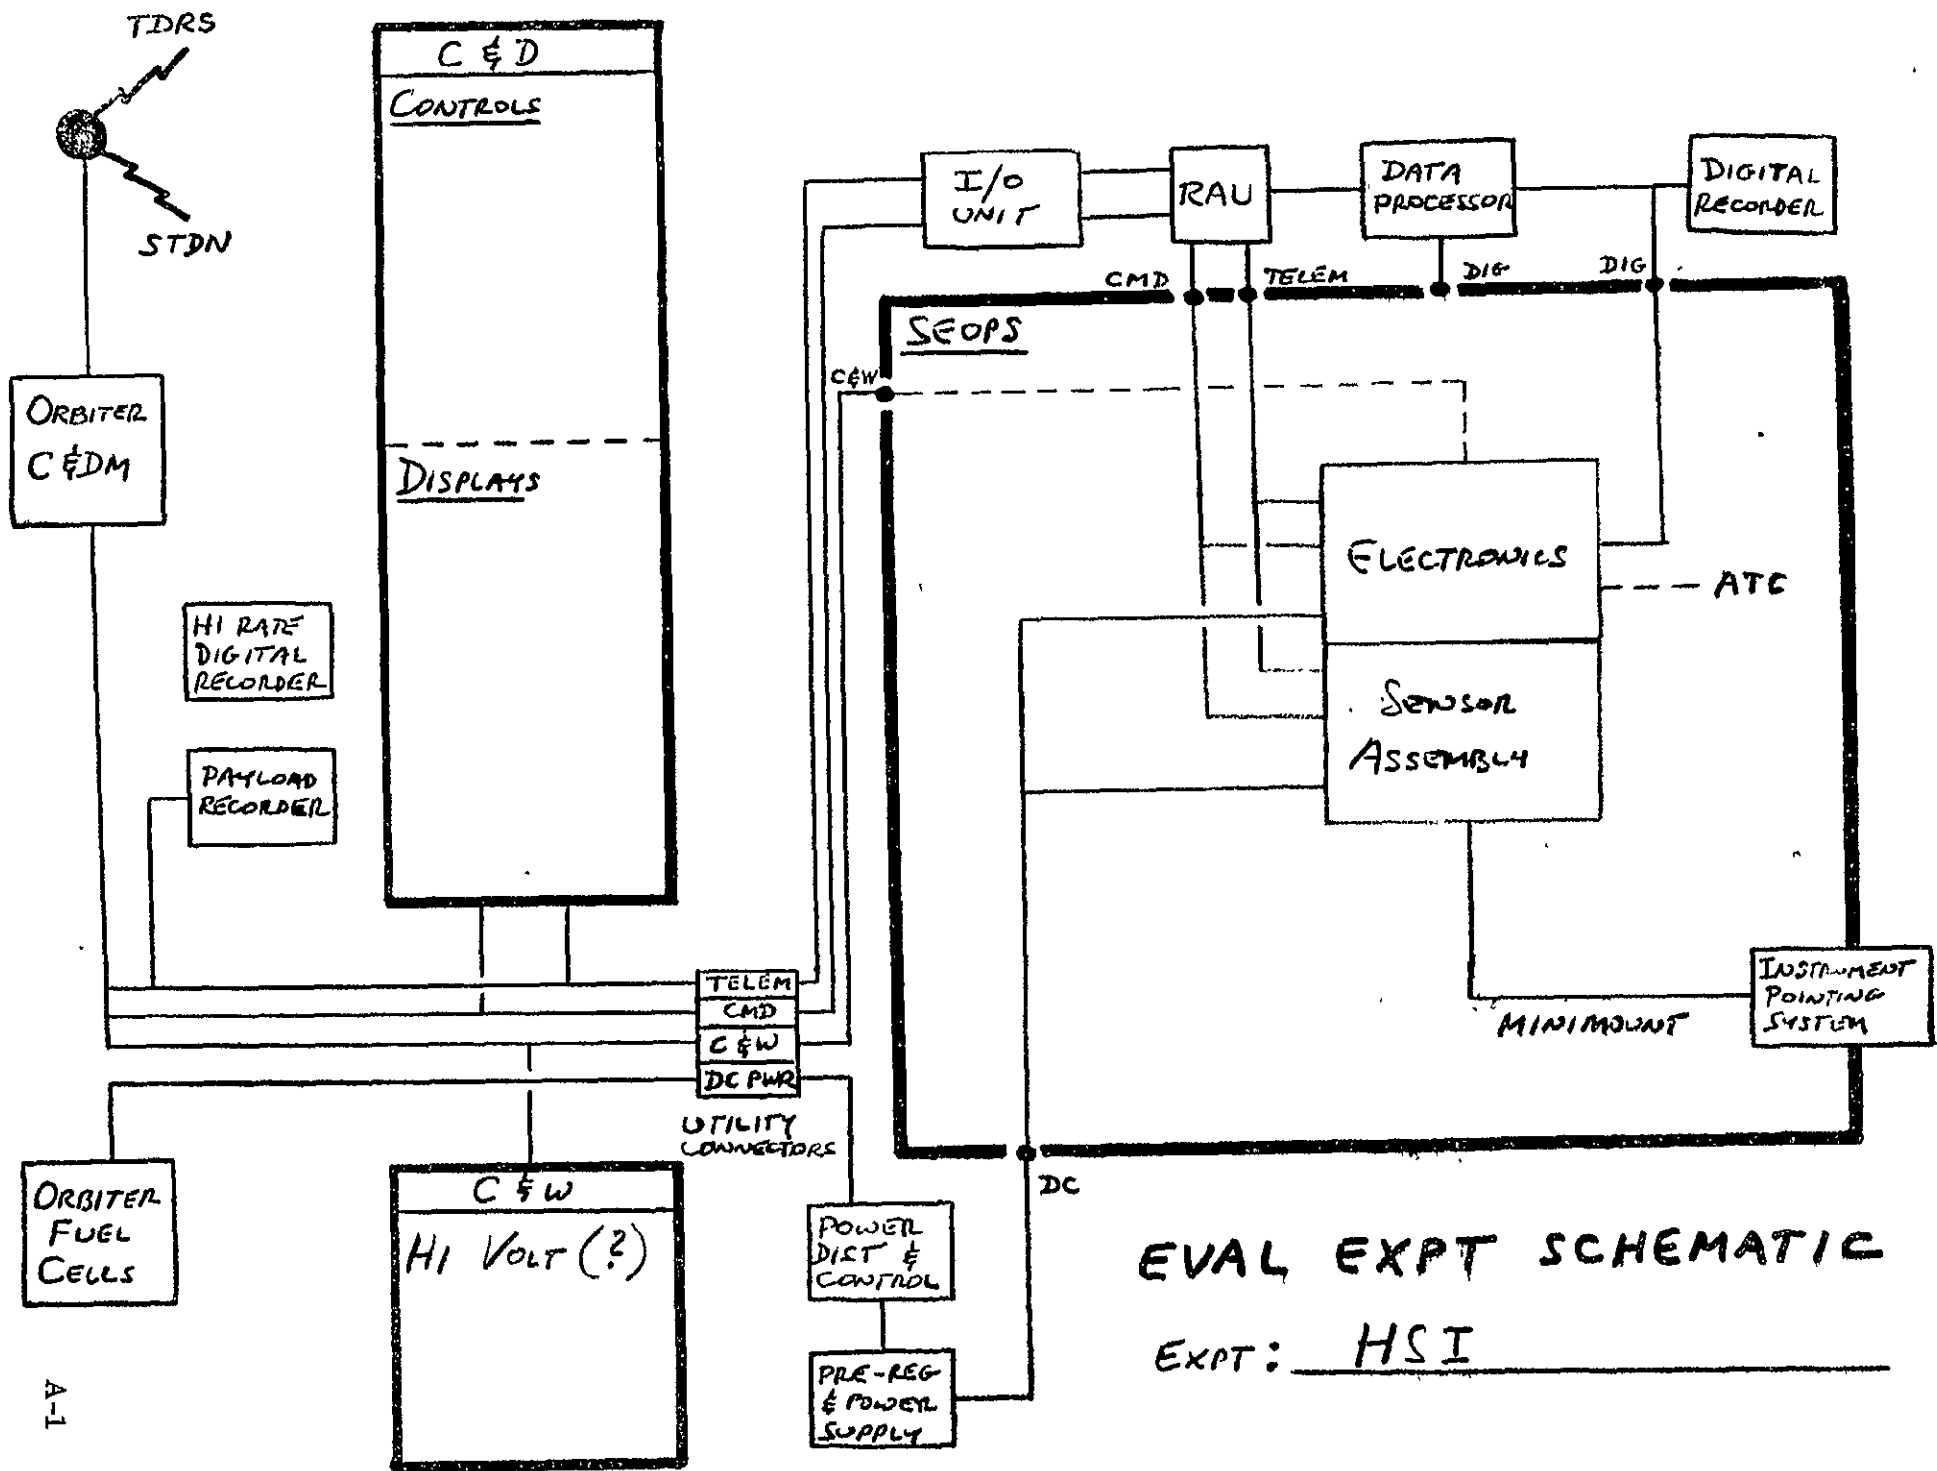 TDRS
STDN
C & D
CONTROLS
DISPLAYS
ORBITER
C & DM
HI RATE
DIGITAL
RECORDER
PAYLOAD
RECORDER
I/O
UNIT
RAU
DATA
PROCESSOR
DIGITAL
RECORDER
CMD
TELEM
DIG
DIG
SEOPS
C&W
ELECTRONICS
ATC
SENSOR
ASSEMBLY
INSTRUMENT
POINTING
SYSTEM
MINIMOUNT
TELEM
CMD
C & W
DC PWR
UTILITY
CONNECTORS
DC
ORBITER
FUEL
CELLS
C & W
HI VOLT (?)
POWER
DIST &
CONTROL
PRE-REG
& POWER
SUPPLY
EVAL EXPT SCHEMATIC
EXPT: HSI
A-1